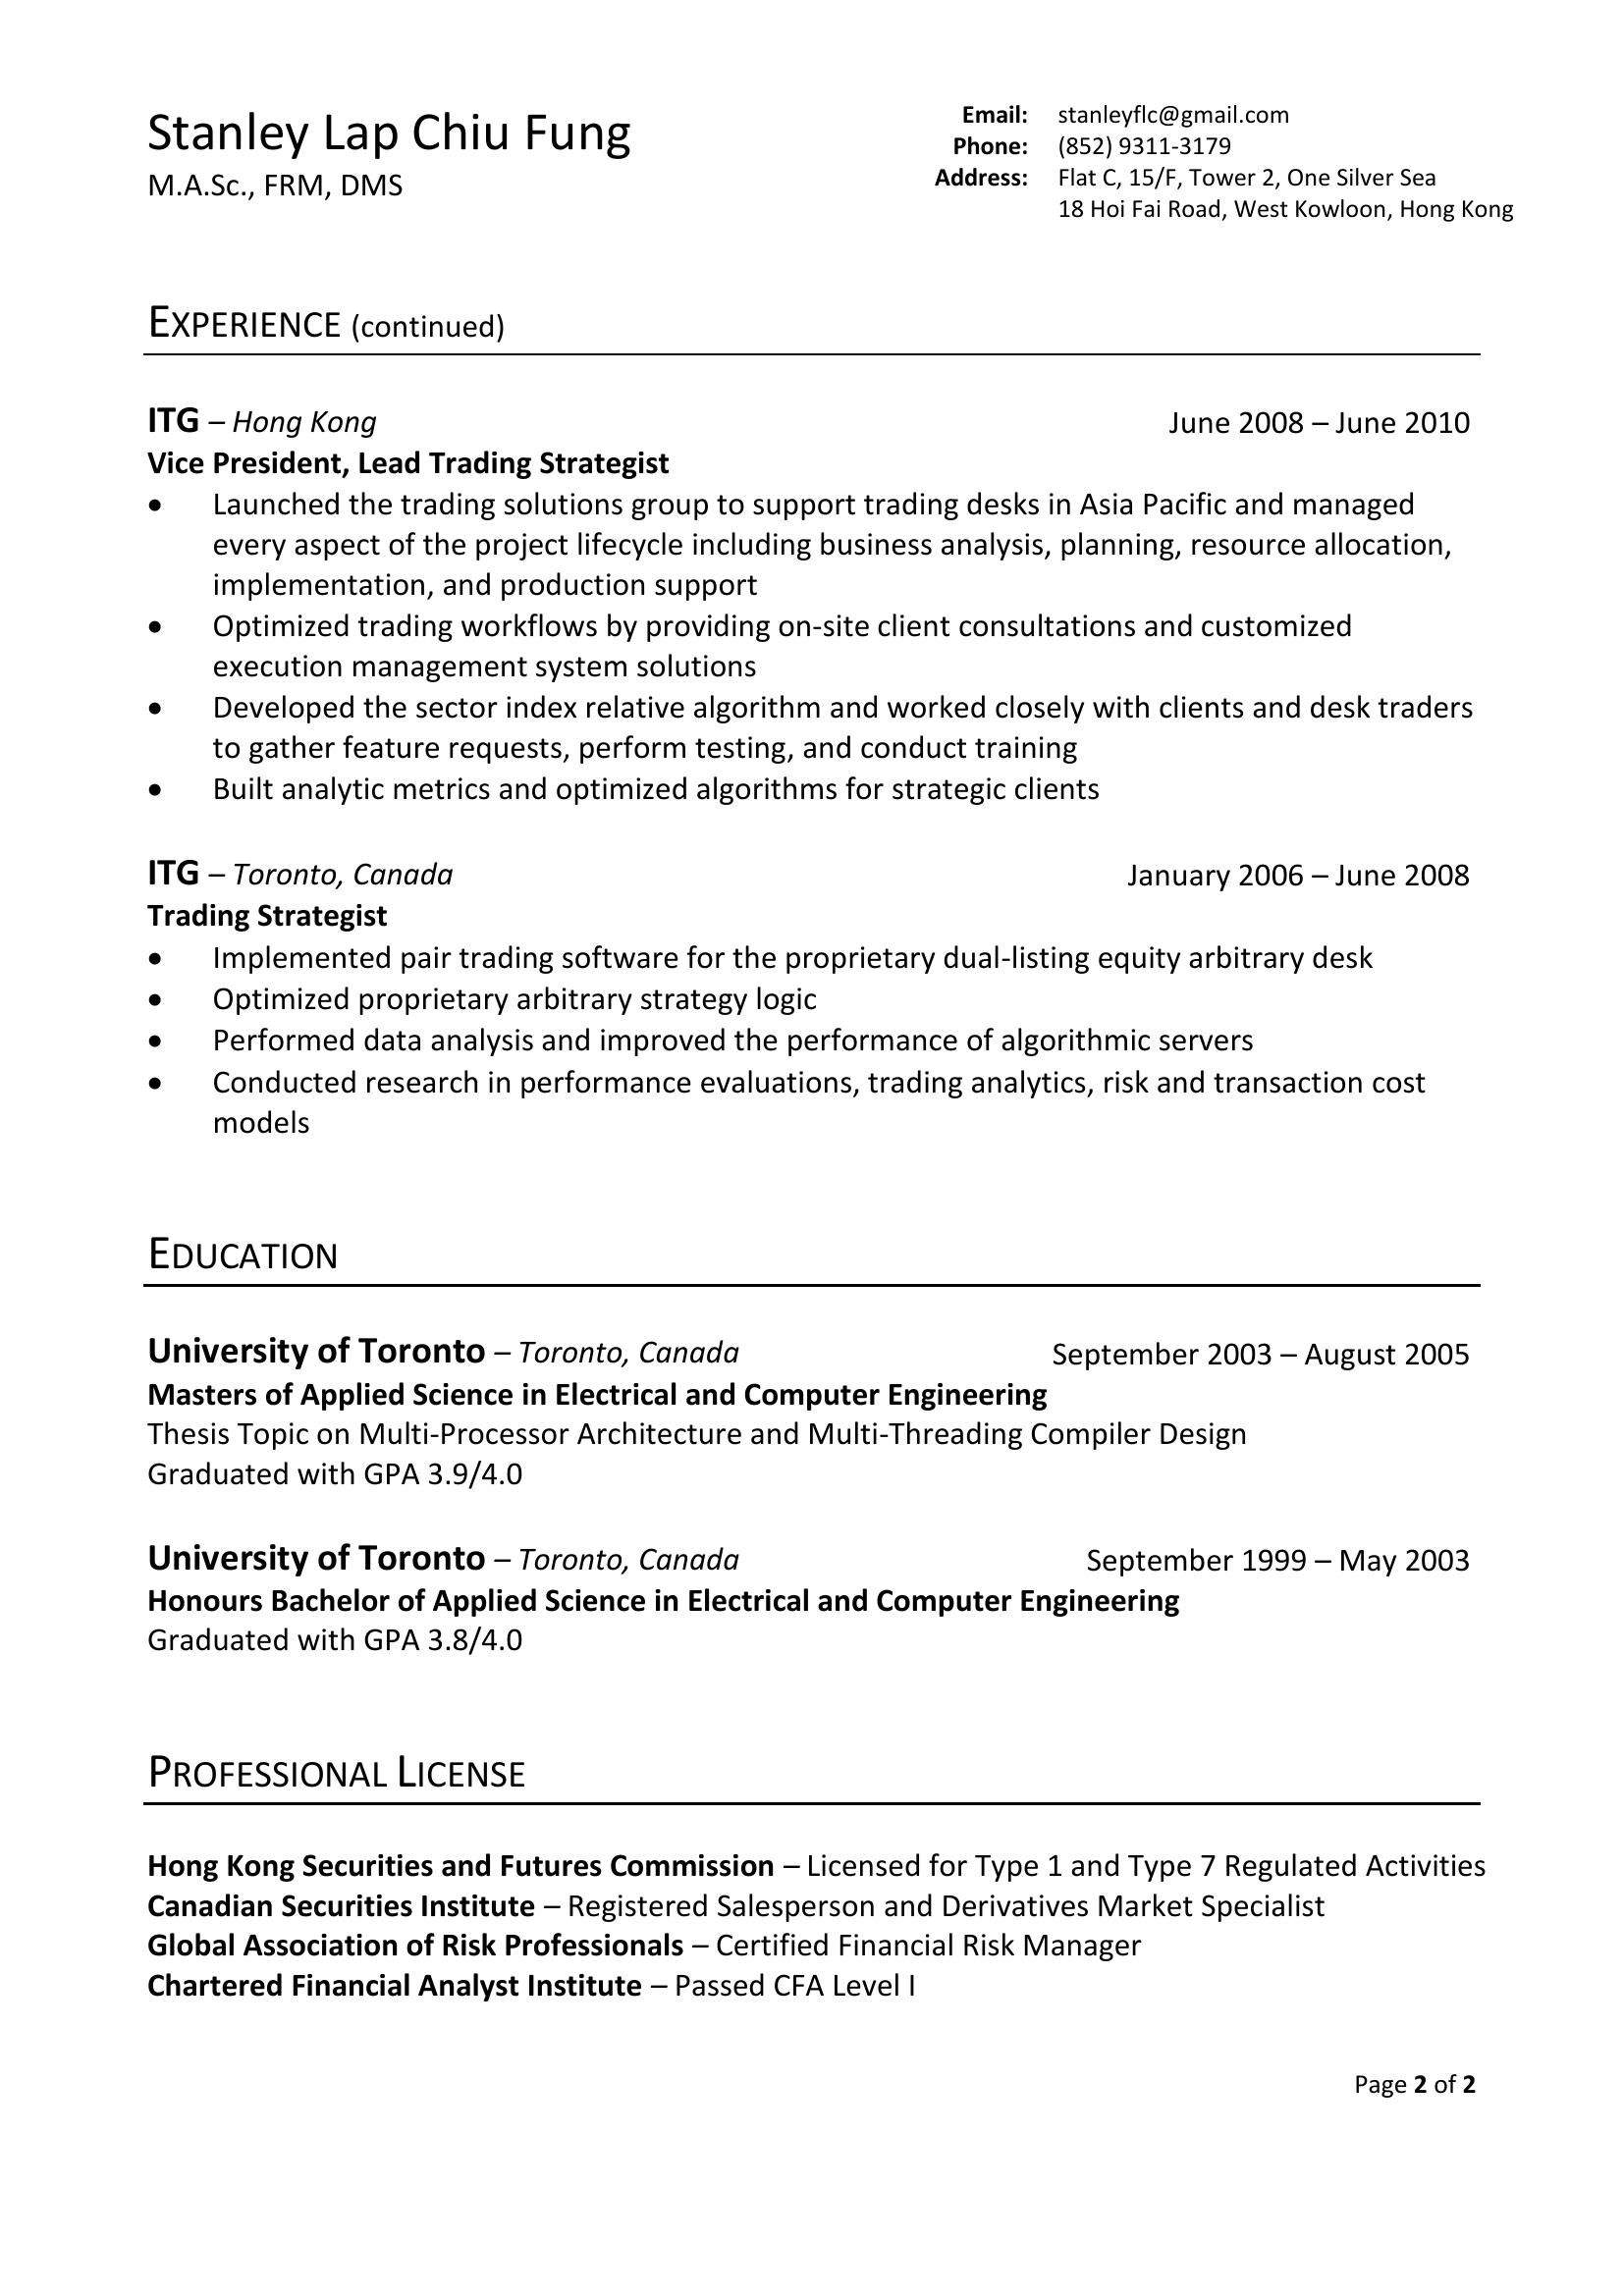 Stanley Lap Chiu Fung
M.A.Sc., FRM, DMS
Email: stanleyflc@gmail.com
Phone: (852) 9311-3179
Address: Flat C, 15/F, Tower 2, One Silver Sea
18 Hoi Fai Road, West Kowloon, Hong Kong
EXPERIENCE (continued)
ITG – Hong Kong June 2008 – June 2010
Vice President, Lead Trading Strategist
• Launched the trading solutions group to support trading desks in Asia Pacific and managed
every aspect of the project lifecycle including business analysis, planning, resource allocation,
implementation, and production support
• Optimized trading workflows by providing on-site client consultations and customized
execution management system solutions
• Developed the sector index relative algorithm and worked closely with clients and desk traders
to gather feature requests, perform testing, and conduct training
• Built analytic metrics and optimized algorithms for strategic clients
ITG – Toronto, Canada January 2006 – June 2008
Trading Strategist
• Implemented pair trading software for the proprietary dual-listing equity arbitrary desk
• Optimized proprietary arbitrary strategy logic
• Performed data analysis and improved the performance of algorithmic servers
• Conducted research in performance evaluations, trading analytics, risk and transaction cost
models
EDUCATION
University of Toronto – Toronto, Canada September 2003 – August 2005
Masters of Applied Science in Electrical and Computer Engineering
Thesis Topic on Multi-Processor Architecture and Multi-Threading Compiler Design
Graduated with GPA 3.9/4.0
University of Toronto – Toronto, Canada September 1999 – May 2003
Honours Bachelor of Applied Science in Electrical and Computer Engineering
Graduated with GPA 3.8/4.0
PROFESSIONAL LICENSE
Hong Kong Securities and Futures Commission – Licensed for Type 1 and Type 7 Regulated Activities
Canadian Securities Institute – Registered Salesperson and Derivatives Market Specialist
Global Association of Risk Professionals – Certified Financial Risk Manager
Chartered Financial Analyst Institute – Passed CFA Level I
Page 2 of 2